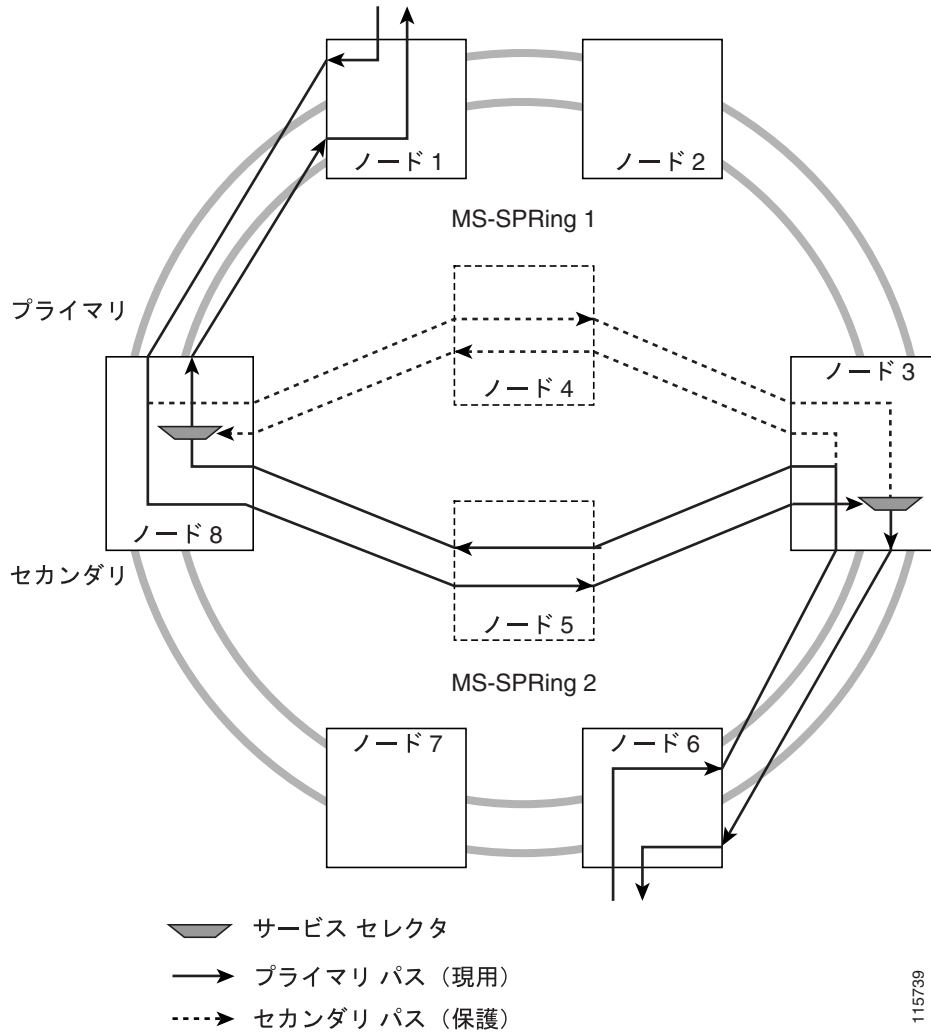 ノード 1
ノード 2
MS-SPRing 1
プライマリ
ノード 4
ノード 3
ノード 8
セカンダリ
ノード 5
MS-SPRing 2
ノード 7
ノード 6
サービス セレクタ
プライマリ パス（現用）
セカンダリ パス（保護）
115739